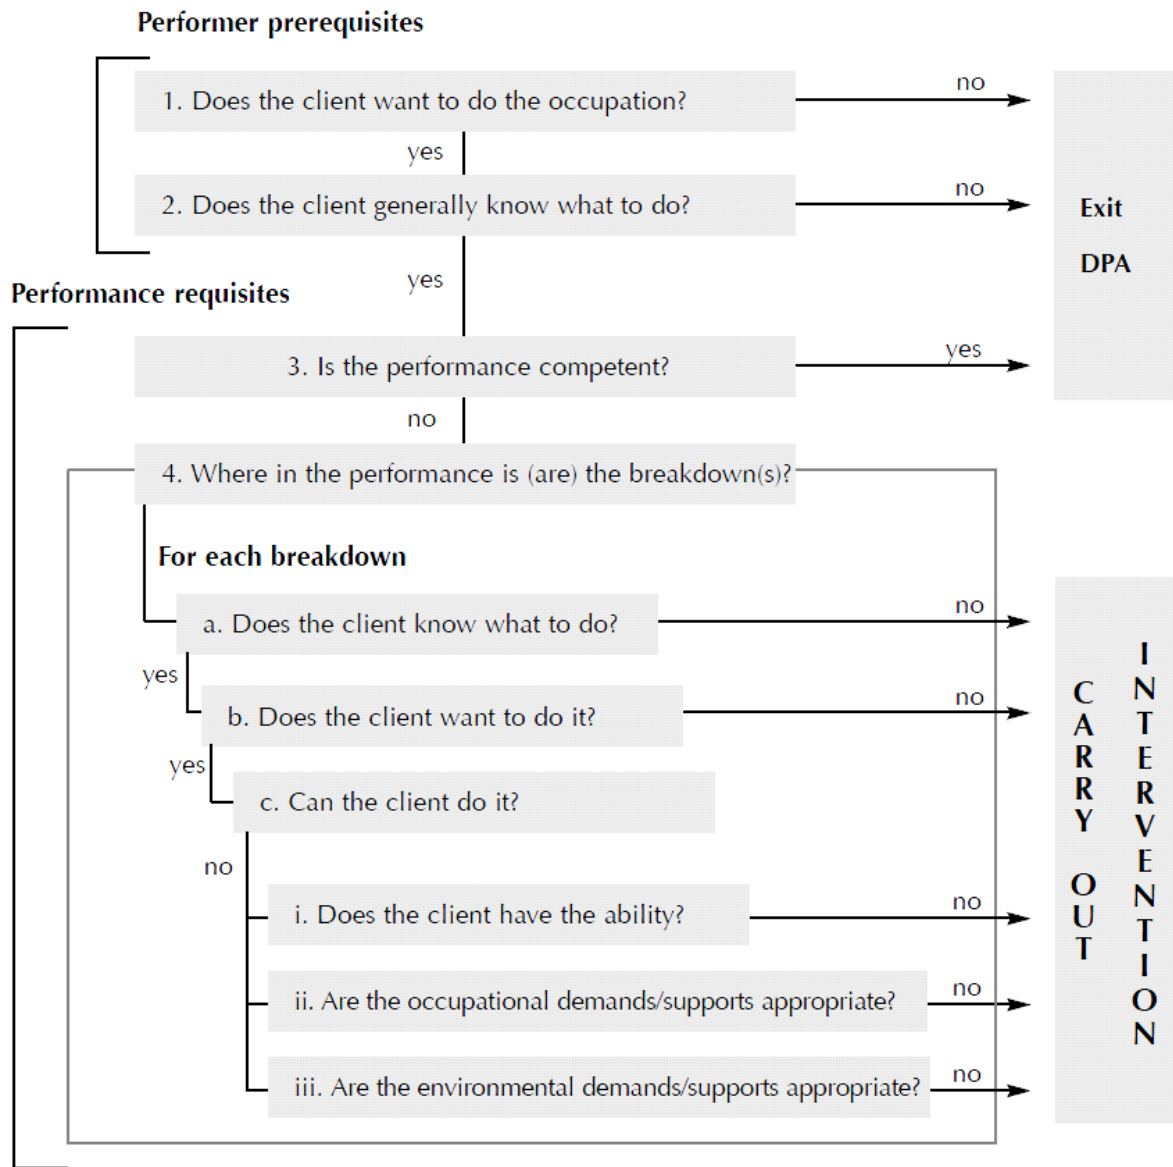 Performer prerequisites
1. Does the client want to do the occupation?
no
yes
2. Does the client generally know what to do?
no
Exit
DPA
yes
Performance requisites
3. Is the performance competent?
yes
no
4. Where in the performance is (are) the breakdown(s)?
For each breakdown
a. Does the client know what to do?
no
yes
b. Does the client want to do it?
no
yes
c. Can the client do it?
no
i. Does the client have the ability?
no
ii. Are the occupational demands/supports appropriate?
no
iii. Are the environmental demands/supports appropriate?
no
CARRY OUT
INTERVENTION